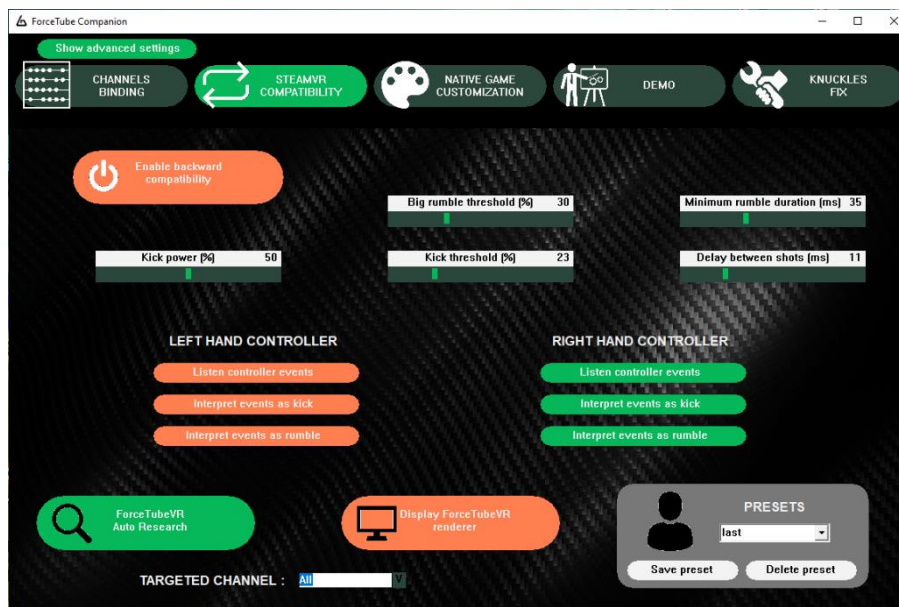 ForceTube Companion
Show advanced settings
CHANNELS
BINDING
STEAMVR
COMPATIBILITY
NATIVE GAME
CUSTOMIZATION
DEMO
KNUCKLES
FIX
Enable backward
compatibility
Big rumble threshold (%) 30
Minimum rumble duration (ms) 35
Kick power (%) 50
Kick threshold (%) 23
Delay between shots (ms) 11
LEFT HAND CONTROLLER
RIGHT HAND CONTROLLER
Listen controller events
Listen controller events
Interpret events as kick
Interpret events as kick
Interpret events as rumble
Interpret events as rumble
ForceTubeVR
Auto Research
Display ForceTubeVR
renderer
PRESETS
last
Save preset
Delete preset
TARGETED CHANNEL : All V